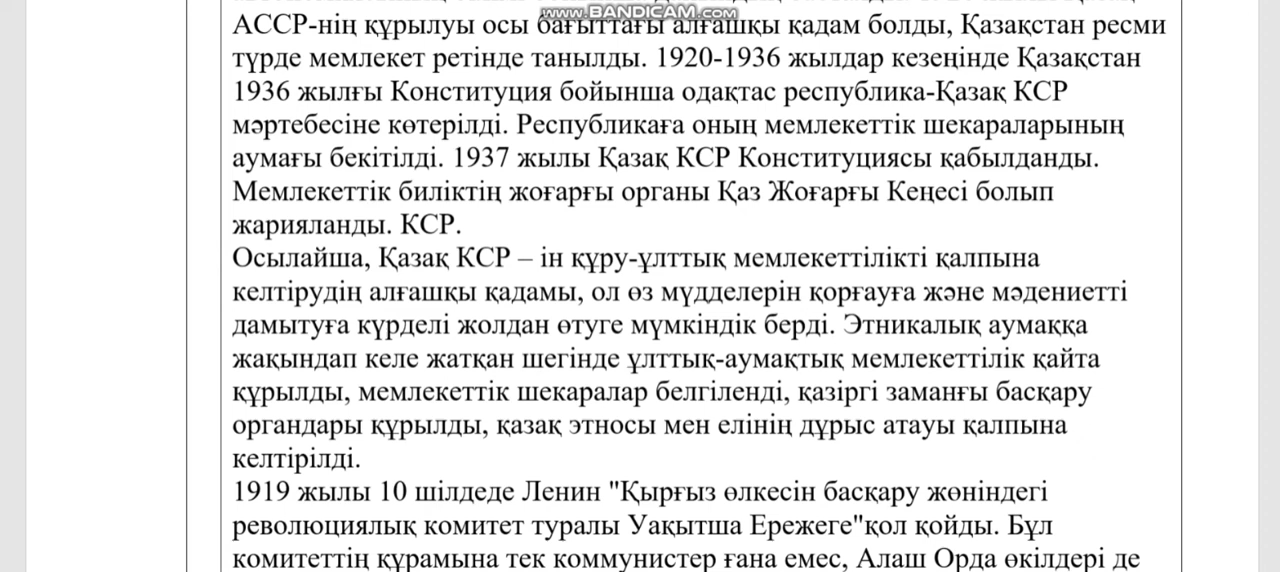 www.BANDICAM.com
АССР-нің құрылуы осы бағыттағы алғашқы қадам болды, Қазақстан ресми
түрде мемлекет ретінде танылды. 1920-1936 жылдар кезеңінде Қазақстан
1936 жылғы Конституция бойынша одақтас республика-Қазақ КСР
мәртебесіне көтерілді. Республикаға оның мемлекеттік шекараларының
аумағы бекітілді. 1937 жылы Қазақ КСР Конституциясы қабылданды.
Мемлекеттік биліктің жоғарғы органы Қаз Жоғарғы Кеңесі болып
жарияланды. КСР.
Осылайша, Қазақ КСР – ін құру-ұлттық мемлекеттілікті қалпына
келтірудің алғашқы қадамы, ол өз мүдделерін қорғауға және мәдениетті
дамытуға күрделі жолдан өтуге мүмкіндік берді. Этникалық аумаққа
жақындап келе жатқан шегінде ұлттық-аумақтық мемлекеттілік қайта
құрылды, мемлекеттік шекаралар белгіленді, қазіргі заманғы басқару
органдары құрылды, қазақ этносы мен елінің дұрыс атауы қалпына
келтірілді.
1919 жылы 10 шілдеде Ленин "Қырғыз өлкесін басқару жөніндегі
революциялық комитет туралы Уақытша Ережеге"қол қойды. Бұл
комитеттің құрамына тек коммунистер ғана емес, Алаш Орда өкілдері де